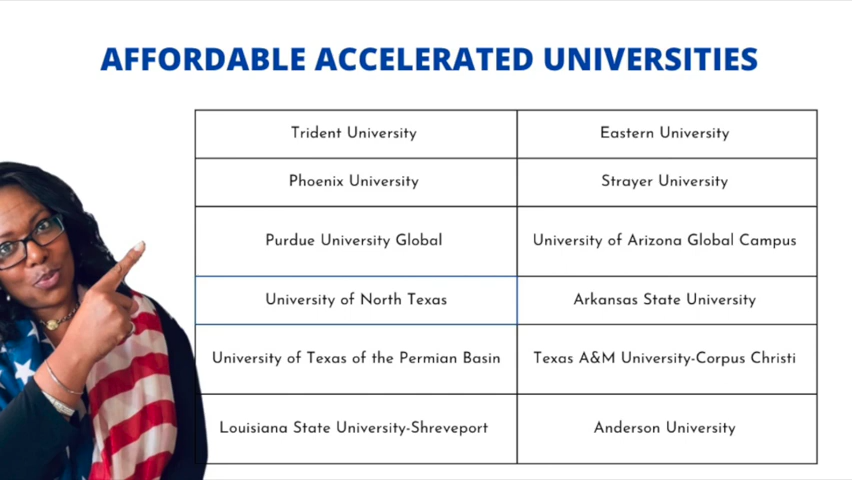 AFFORDABLE ACCELERATED UNIVERSITIES
Trident University
Eastern University
Phoenix University
Strayer University
Purdue University Global
University of Arizona Global Campus
University of North Texas
Arkansas State University
University of Texas of the Permian Basin
Texas A&M University-Corpus Christi
Louisiana State University-Shreveport
Anderson University